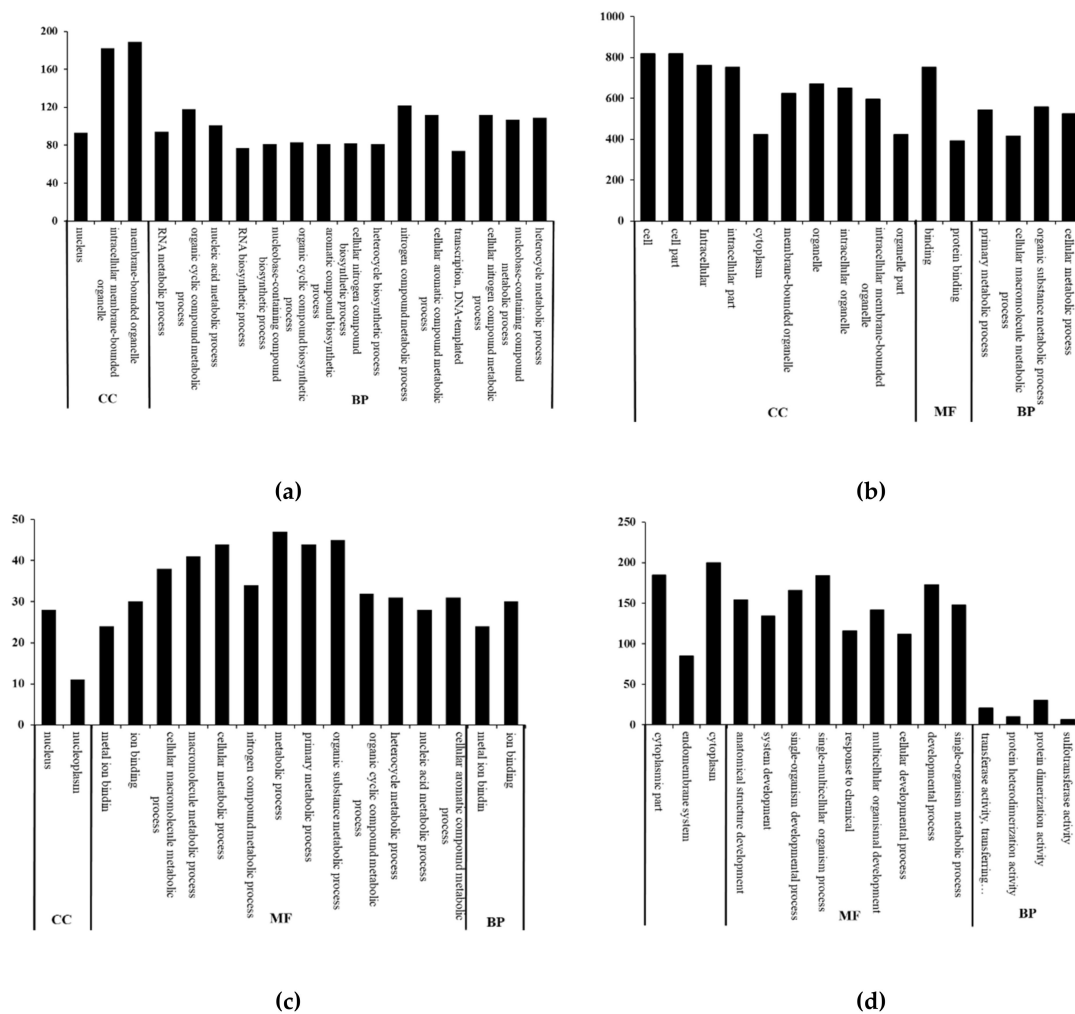 200
160
120
80
40
0
nucleus
intracellular membrane-bounded
organelle
membrane-bounded organelle
RNA metabolic process
organic cyclic compound metabolic
process
nucleic acid metabolic process
RNA biosynthetic process
nucleobase-containing compound
biosynthetic process
organic cyclic compound biosynthetic
process
aromatic compound biosynthetic
process
cellular nitrogen compound
biosynthetic process
heterocycle biosynthetic process
nitrogen compound metabolic process
cellular aromatic compound metabolic
process
transcription, DNA-templated
cellular nitrogen compound metabolic
process
nucleobase-containing compound
metabolic process
heterocycle metabolic process
CC
BP
(a)
1000
800
600
400
200
0
cell
cell part
Intracellular
intracellular part
cytoplasm
membrane-bounded organelle
organelle
intracellular organelle
intracellular membrane-bounded
organelle
organelle part
binding
protein binding
primary metabolic process
cellular macromolecule metabolic
process
organic substance metabolic process
cellular metabolic process
CC
MF
BP
(b)
50
40
30
20
10
0
nucleus
nucleoplasm
metal ion bindin
ion binding
cellular macromolecule metabolic
process
macromolecule metabolic process
cellular metabolic process
nitrogen compound metabolic process
metabolic process
primary metabolic process
organic substance metabolic process
organic cyclic compound metabolic
process
heterocycle metabolic process
nucleic acid metabolic process
cellular aromatic compound metabolic
process
metal ion binding
ion binding
CC
MF
BP
(c)
250
200
150
100
50
0
cytoplasmic part
endomembrane system
cytoplasm
anatomical structure development
system development
single-organism developmental process
single-multicellular organism process
response to chemical
multicellular organismal development
cellular developmental process
developmental process
single-organism metabolic process
transferase activity, transferring…
protein heterodimerization activity
protein dimerization activity
sulfotransferase activity
MF
BP
(d)